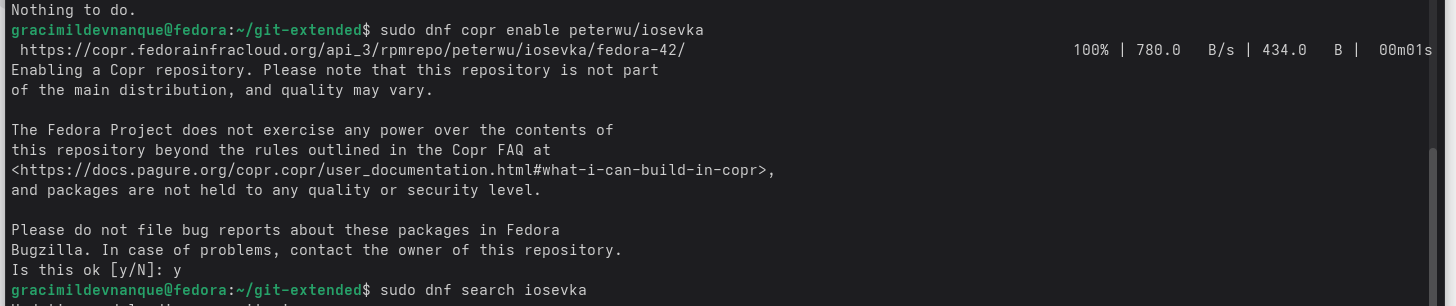 Nothing to do.
gracimildevnanque@fedora:~/git-extended$ sudo dnf copr enable peterwu/iosevka
https://copr.fedorainfracloud.org/api_3/rpmrepo/peterwu/iosevka/fedora-42/ 100% | 780.0 B/s | 434.0 B | 00m01s
Enabling a Copr repository. Please note that this repository is not part
of the main distribution, and quality may vary.

The Fedora Project does not exercise any power over the contents of
this repository beyond the rules outlined in the Copr FAQ at
<https://docs.pagure.org/copr.copr/user_documentation.html#what-i-can-build-in-copr>,
and packages are not held to any quality or security level.

Please do not file bug reports about these packages in Fedora
Bugzilla. In case of problems, contact the owner of this repository.
Is this ok [y/N]: y
gracimildevnanque@fedora:~/git-extended$ sudo dnf search iosevka